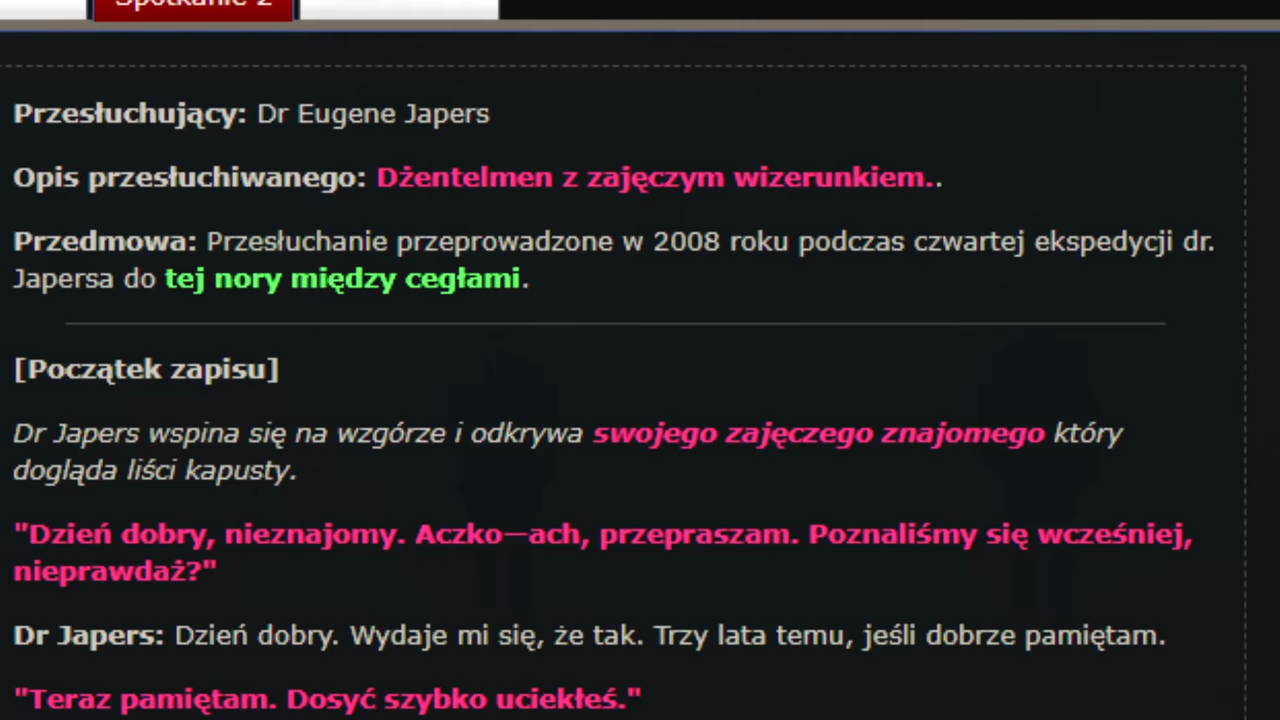 Spotkanie 2
Przesłuchujący: Dr Eugene Japers
Opis przesłuchiwanego: Dżentelmen z zajęczym wizerunkiem..
Przedmowa: Przesłuchanie przeprowadzone w 2008 roku podczas czwartej ekspedycji dr.
Japersa do tej nory między cegłami.
[Początek zapisu]
Dr Japers wspina się na wzgórze i odkrywa swojego zajęczego znajomego który
dogląda liści kapusty.
"Dzień dobry, nieznajomy. Aczko—ach, przepraszam. Poznaliśmy się wcześniej,
nieprawdaż?"
Dr Japers: Dzień dobry. Wydaje mi się, że tak. Trzy lata temu, jeśli dobrze pamiętam.
"Teraz pamiętam. Dosyć szybko uciekłeś."